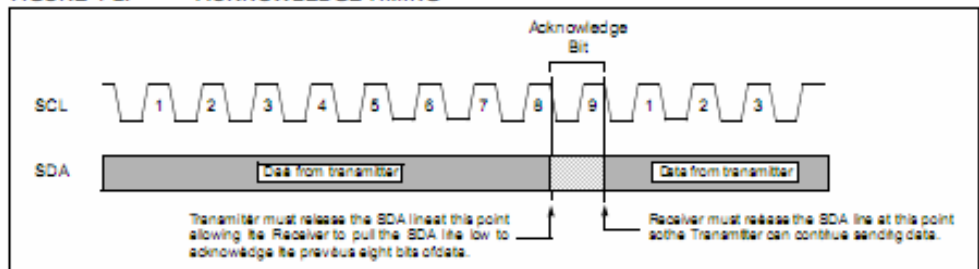 Acknowledge
Bit
SCL 1 2 3 4 5 6 7 8 9 1 2 3
SDA Data from transmitter Data from transmitter
Transmitter must release the SDA line at this point
allowing the Receiver to pull the SDA line low to
acknowledge the previous eight bits of data.
Receiver must release the SDA line at this point
so the Transmitter can continue sending data.